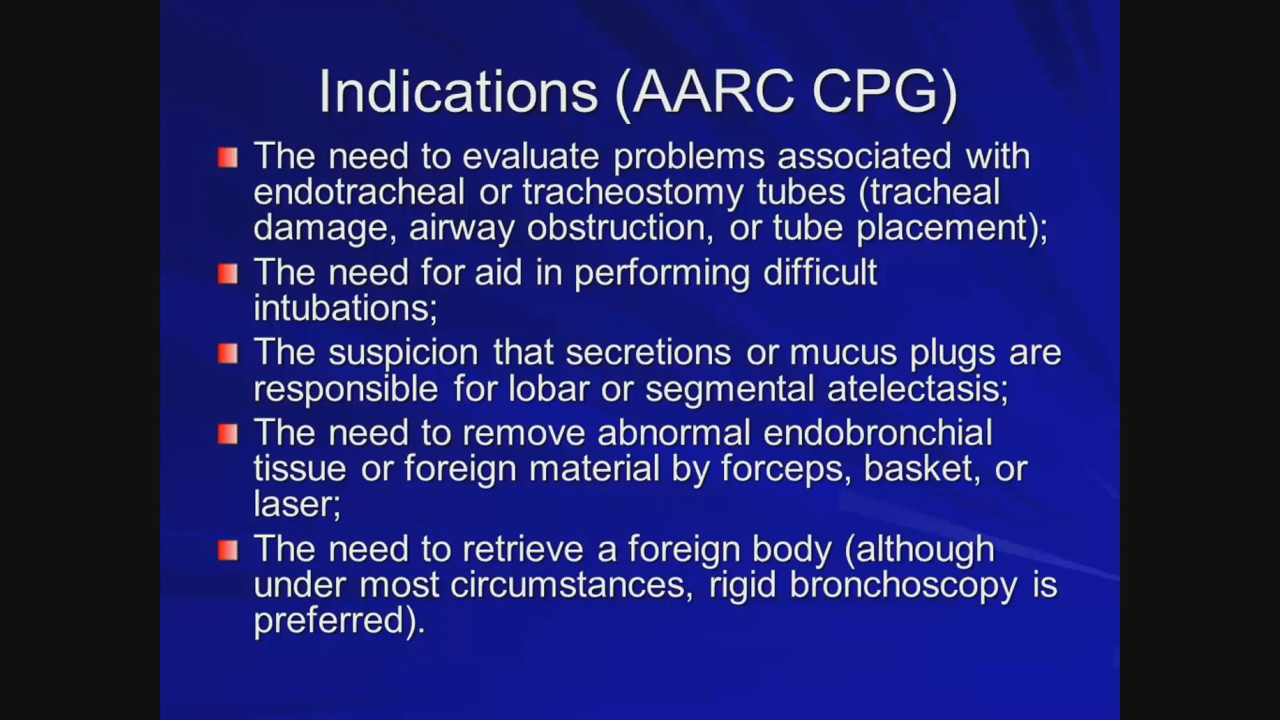 Indications (AARC CPG)
The need to evaluate problems associated with
endotracheal or tracheostomy tubes (tracheal
damage, airway obstruction, or tube placement);
The need for aid in performing difficult
intubations;
The suspicion that secretions or mucus plugs are
responsible for lobar or segmental atelectasis;
The need to remove abnormal endobronchial
tissue or foreign material by forceps, basket, or
laser;
The need to retrieve a foreign body (although
under most circumstances, rigid bronchoscopy is
preferred).